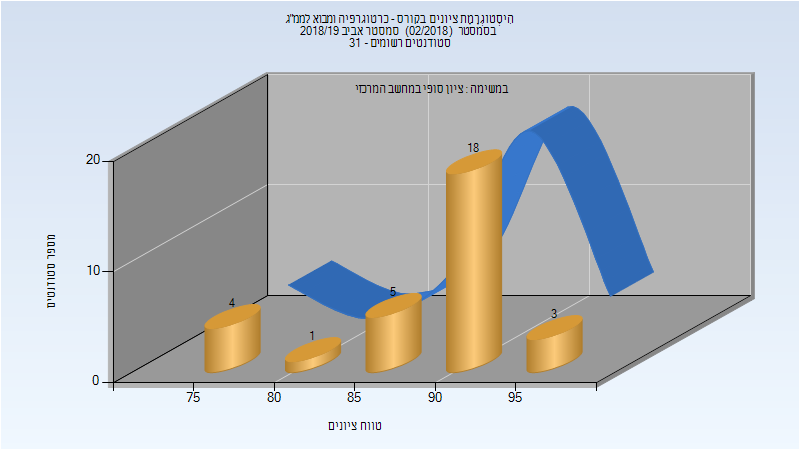 היסטוגרמת ציונים בקורס - כרטוגרפיה ומבוא לממ"ג
בסמסטר (02/2018) סמסטר אביב 2018/19
סטודנטים רשומים - 31
במשימה : ציון סופי במחשב המרכזי
מספר סטודנטים
20
10
0
4
1
5
18
3
75
80
85
90
95
טווח ציונים